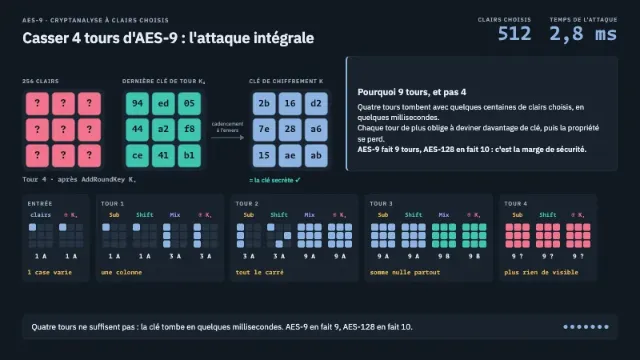 AES-9 · CRYPTANALYSE À CLAIRS CHOISIS
Casser 4 tours d'AES-9 : l'attaque intégrale
CLAIRS CHOISIS
512
TEMPS DE L'ATTAQUE
2,8 ms
256 CLAIRS
? ? ?
? ? ?
? ? ?
DERNIÈRE CLÉ DE TOUR K₄
94 ed 05
44 a2 f8
ce 41 b1
cadencement
à l'envers
CLÉ DE CHIFFREMENT K
2b 16 d2
7e 28 a6
15 ae ab
= la clé secrète ✓
Tour 4 · après AddRoundKey K₄
Pourquoi 9 tours, et pas 4
Quatre tours tombent avec quelques centaines de clairs choisis, en
quelques millisecondes.
Chaque tour de plus oblige à deviner davantage de clé, puis la propriété
se perd.
AES-9 fait 9 tours, AES-128 en fait 10 : c'est la marge de sécurité.
ENTRÉE
clairs
1 A 1 A
1 case varie
TOUR 1
Sub Shift Mix
1 A 1 A 3 A 3 A
une colonne
TOUR 2
Sub Shift Mix
3 A 3 A 9 A 9 A
tout le carré
TOUR 3
Sub Shift Mix
9 A 9 A 9 B 9 B
somme nulle partout
TOUR 4
Sub Shift
9 ? 9 ? 9 ?
plus rien de visible
Quatre tours ne suffisent pas : la clé tombe en quelques millisecondes. AES-9 en fait 9, AES-128 en fait 10.